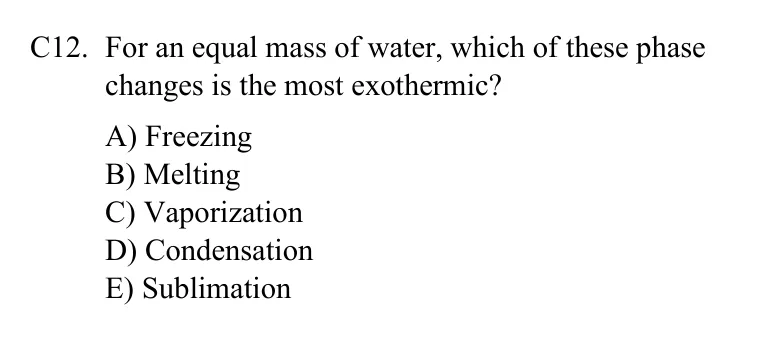 C12. For an equal mass of water, which of these phase
changes is the most exothermic?
A) Freezing
B) Melting
C) Vaporization
D) Condensation
E) Sublimation